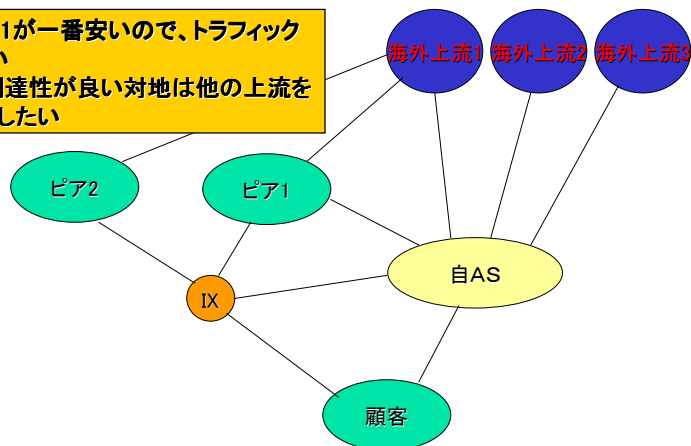 1が一番安いので、トラフィック
い
達性が良い対地は他の上流を
したい
海外上流1
海外上流2
海外上流3
ピア2
ピア1
自AS
IX
顧客